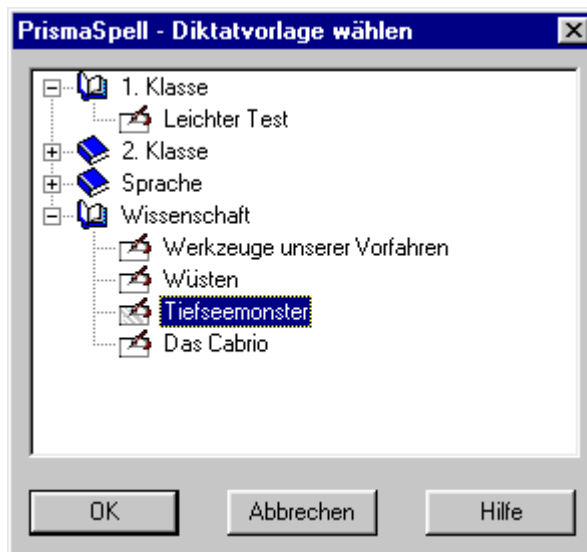 PrismaSpell - Diktatvorlage wählen
1. Klasse
Leichter Test
2. Klasse
Sprache
Wissenschaft
Werkzeuge unserer Vorfahren
Wüsten
Tiefseemonster
Das Cabrio
OK Abbrechen Hilfe